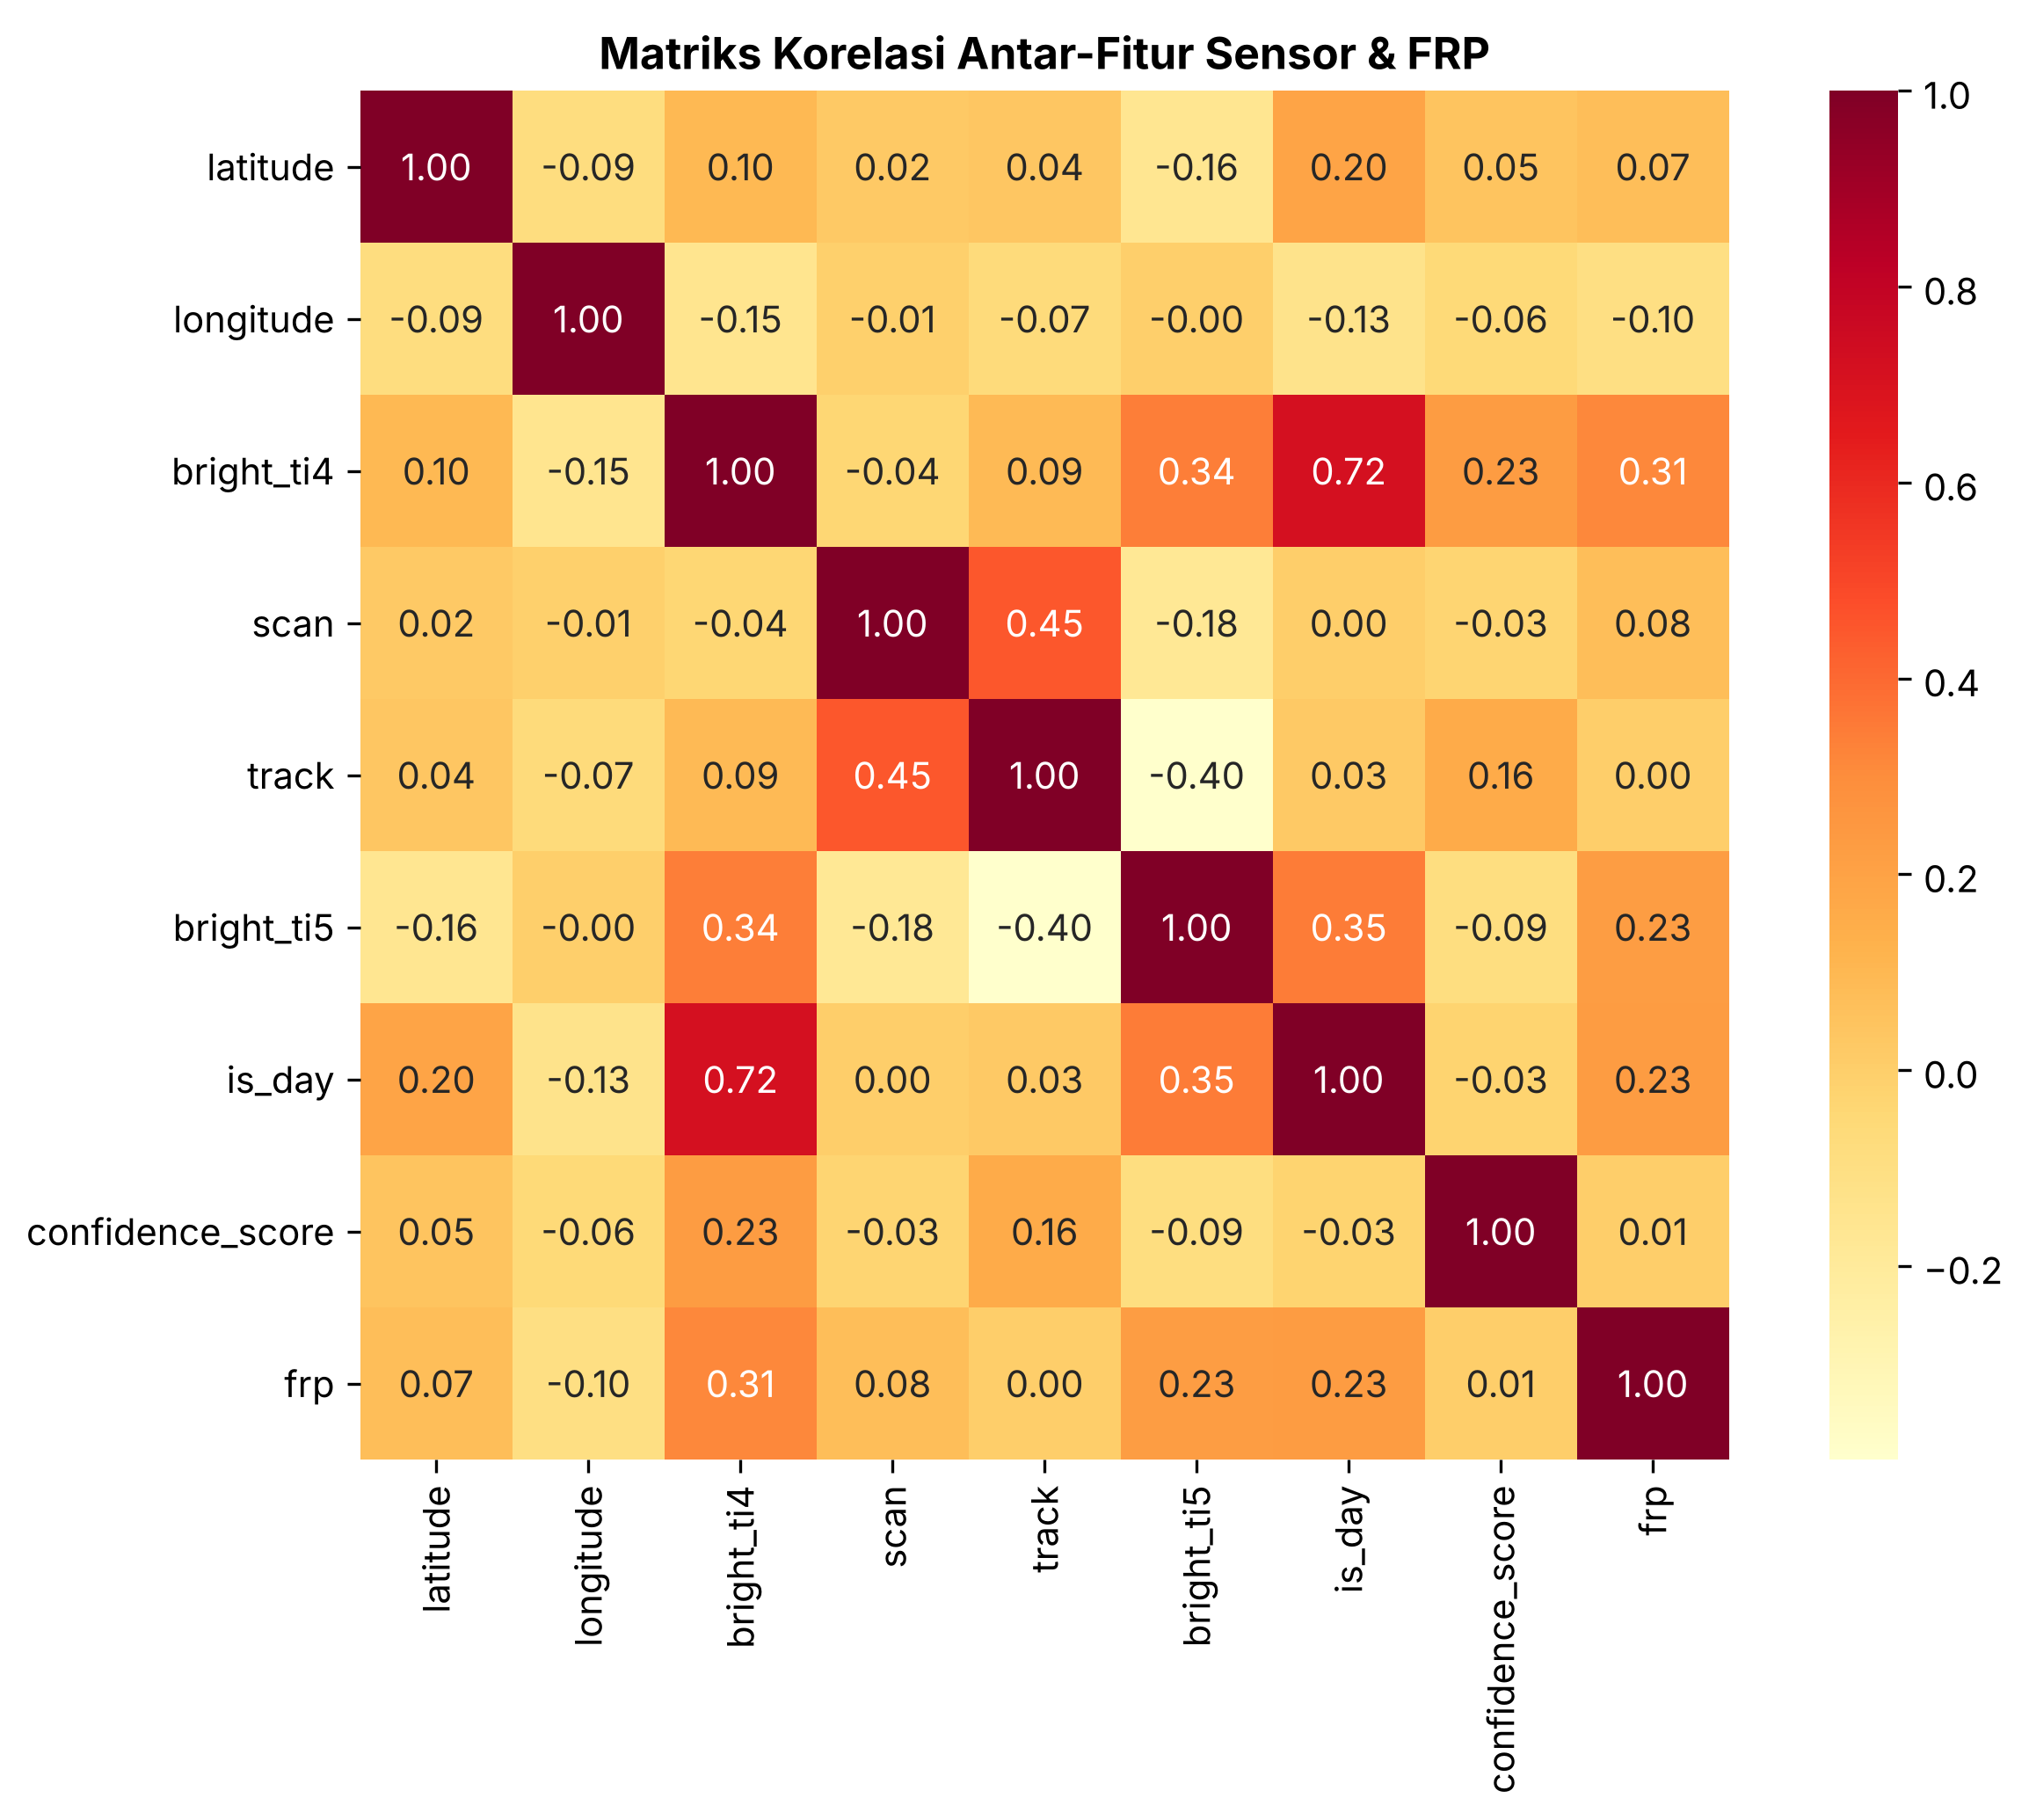 Matriks Korelasi Antar-Fitur Sensor & FRP
latitude 1.00 -0.09 0.10 0.02 0.04 -0.16 0.20 0.05 0.07
longitude -0.09 1.00 -0.15 -0.01 -0.07 -0.00 -0.13 -0.06 -0.10
bright_ti4 0.10 -0.15 1.00 -0.04 0.09 0.34 0.72 0.23 0.31
scan 0.02 -0.01 -0.04 1.00 0.45 -0.18 0.00 -0.03 0.08
track 0.04 -0.07 0.09 0.45 1.00 -0.40 0.03 0.16 0.00
bright_ti5 -0.16 -0.00 0.34 -0.18 -0.40 1.00 0.35 -0.09 0.23
is_day 0.20 -0.13 0.72 0.00 0.03 0.35 1.00 -0.03 0.23
confidence_score 0.05 -0.06 0.23 -0.03 0.16 -0.09 -0.03 1.00 0.01
frp 0.07 -0.10 0.31 0.08 0.00 0.23 0.23 0.01 1.00
latitude longitude bright_ti4 scan track bright_ti5 is_day confidence_score frp
1.0
0.8
0.6
0.4
0.2
0.0
−0.2